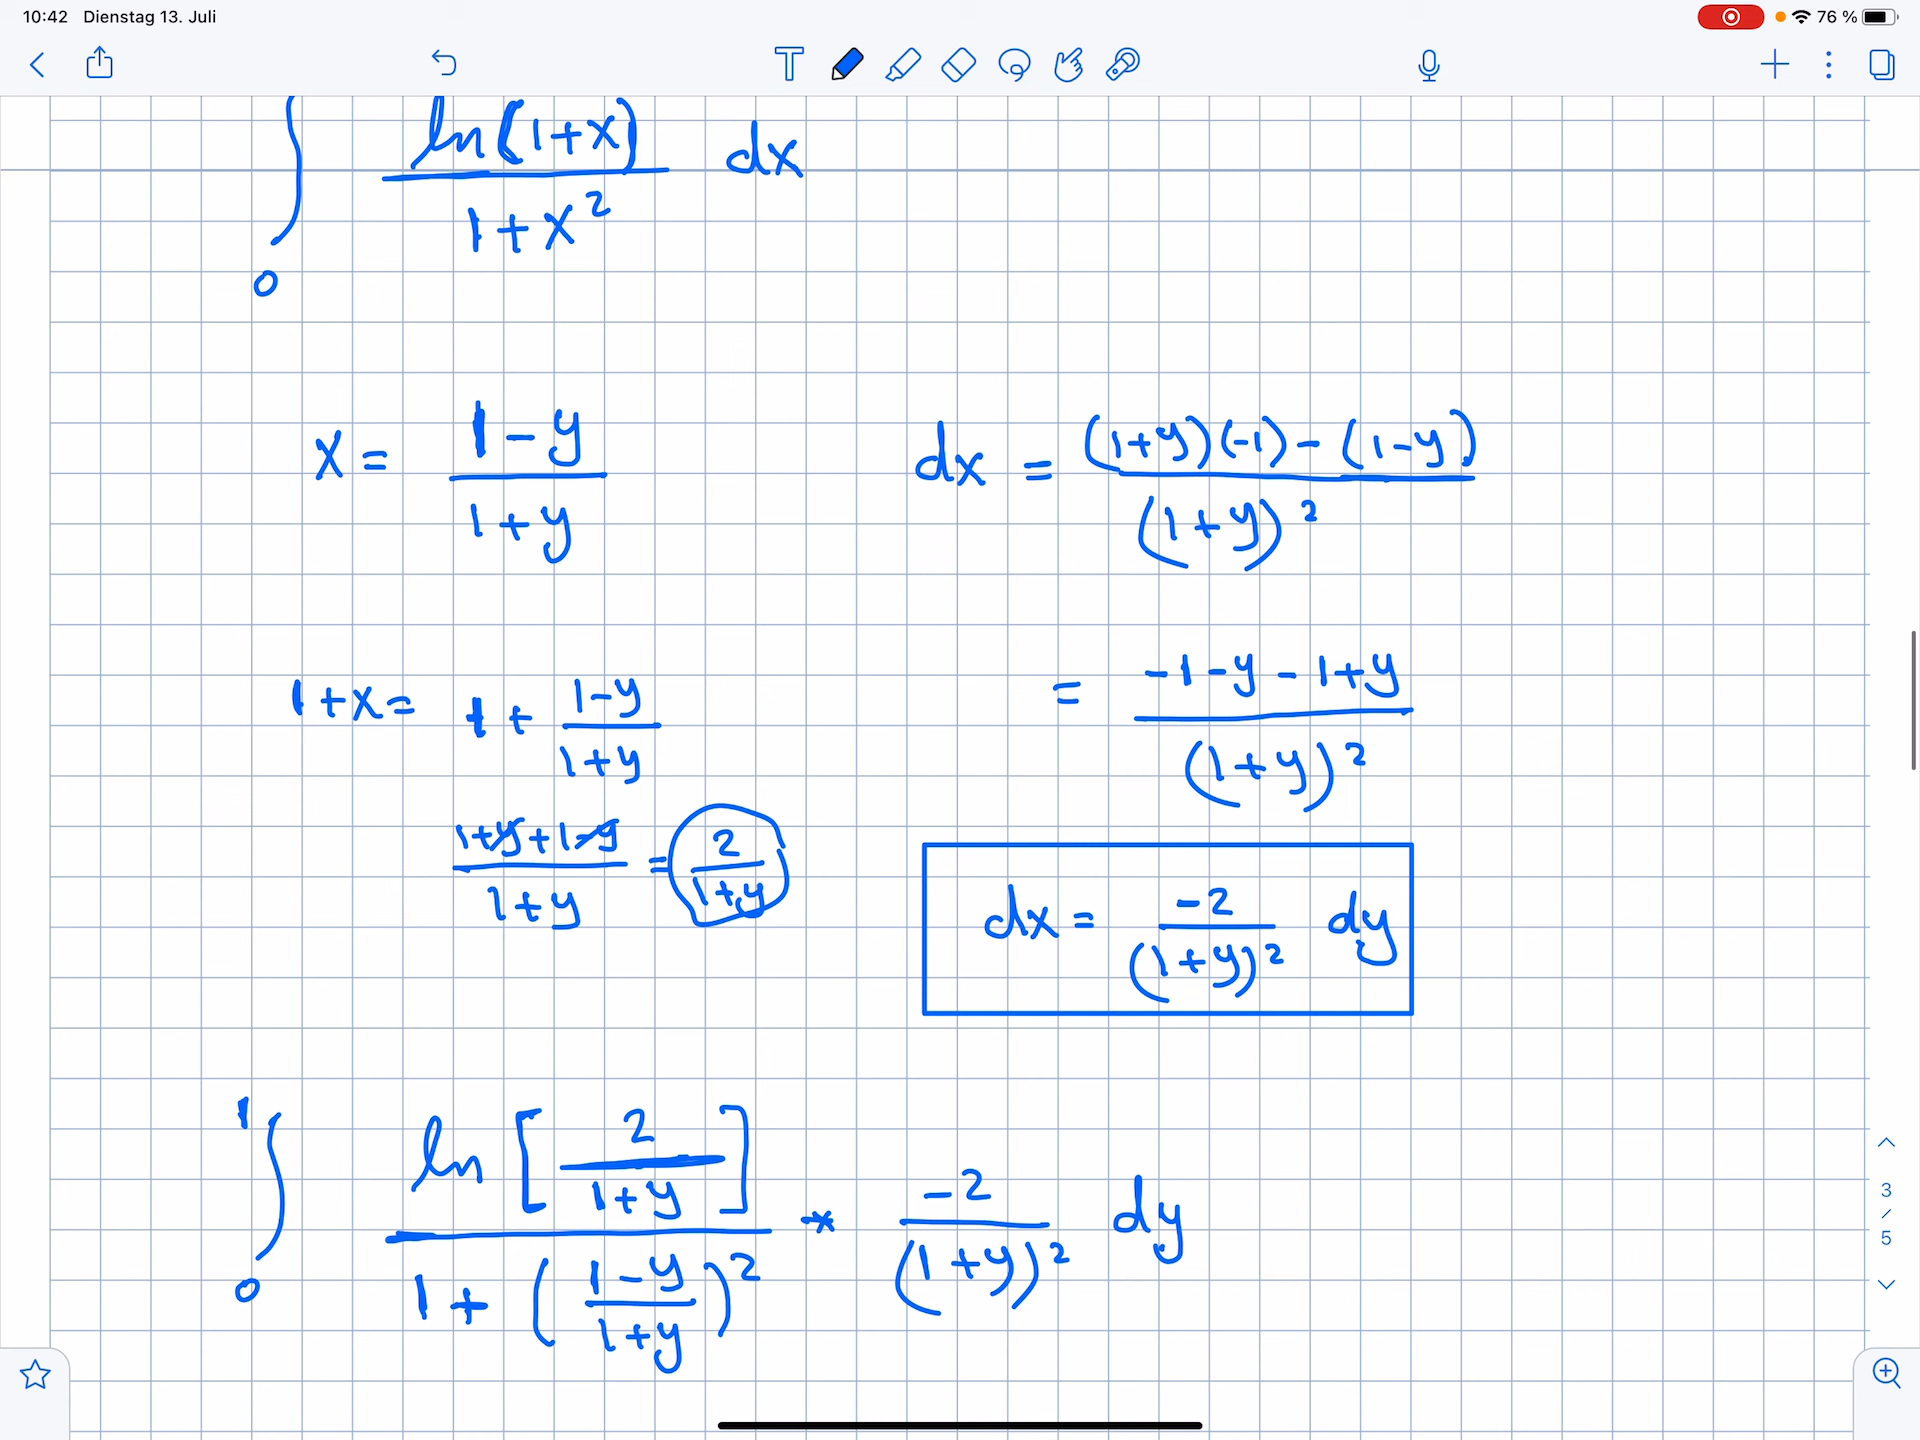 10:42 Dienstag 13. Juli 76 %
∫₀ ln(1+x) / (1+x²) dx
x = (1-y) / (1+y)
dx = ((1+y)(-1) - (1-y)) / (1+y)²
1+x = 1 + (1-y) / (1+y)
= (-1-y-1+y) / (1+y)²
(1+y+1-y) / (1+y) = 2 / (1+y)
dx = -2 / (1+y)² dy
∫₀¹ ln[2 / (1+y)] / (1 + ((1-y) / (1+y))²) * -2 / (1+y)² dy
3
/
5